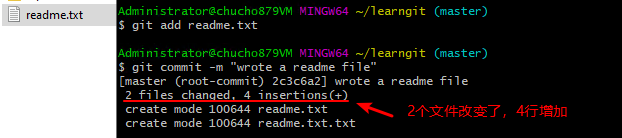 readme.txt
Administrator@chucho879VM MINGW64 ~/learngit (master)
$ git add readme.txt
Administrator@chucho879VM MINGW64 ~/learngit (master)
$ git commit -m "wrote a readme file"
[master (root-commit) 2c3c6a2] wrote a readme file
2 files changed, 4 insertions(+)
create mode 100644 readme.txt
2个文件改变了，4行增加
create mode 100644 readme.txt.txt